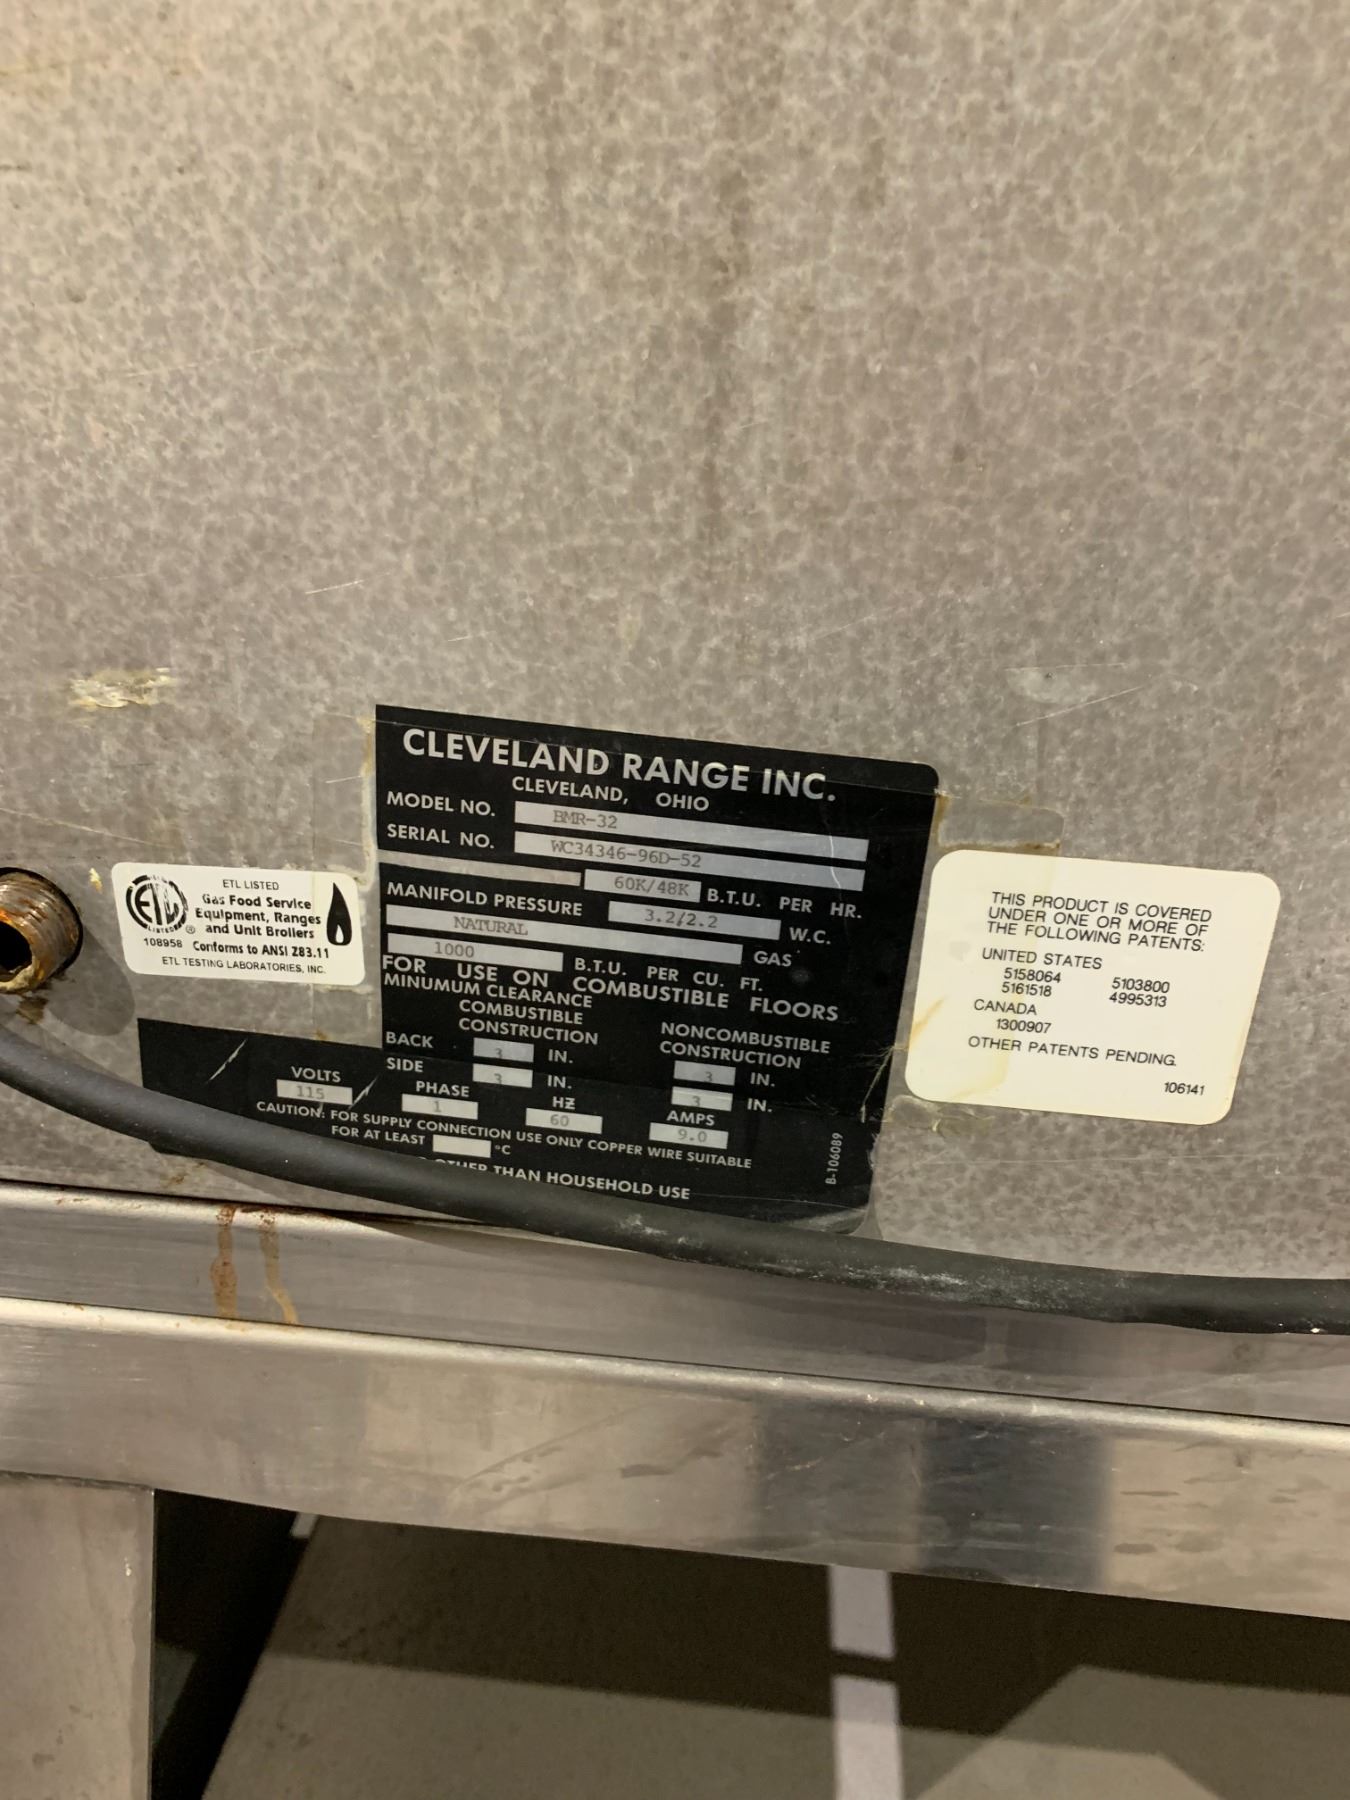 CLEVELAND RANGE INC.
CLEVELAND, OHIO
MODEL NO. BMR-32
SERIAL NO. WC34346-96D-52
60K/48K B.T.U. PER HR.
MANIFOLD PRESSURE 3.2/2.2 W.C.
NATURAL GAS
1000 B.T.U. PER CU. FT.
FOR USE ON COMBUSTIBLE FLOORS
MINUMUM CLEARANCE
COMBUSTIBLE CONSTRUCTION NONCOMBUSTIBLE CONSTRUCTION
BACK 3 IN. 3 IN.
SIDE 3 IN. 3 IN.
VOLTS PHASE HZ AMPS
115 1 60 9.0
CAUTION: FOR SUPPLY CONNECTION USE ONLY COPPER WIRE SUITABLE
FOR AT LEAST °C
OTHER THAN HOUSEHOLD USE
B-106089
ETL LISTED
ETL LISTED ®
Gas Food Service
Equipment, Ranges
and Unit Broilers
108958 Conforms to ANSI Z83.11
ETL TESTING LABORATORIES, INC.
THIS PRODUCT IS COVERED
UNDER ONE OR MORE OF
THE FOLLOWING PATENTS:
UNITED STATES
5158064 5103800
5161518 4995313
CANADA
1300907
OTHER PATENTS PENDING.
106141